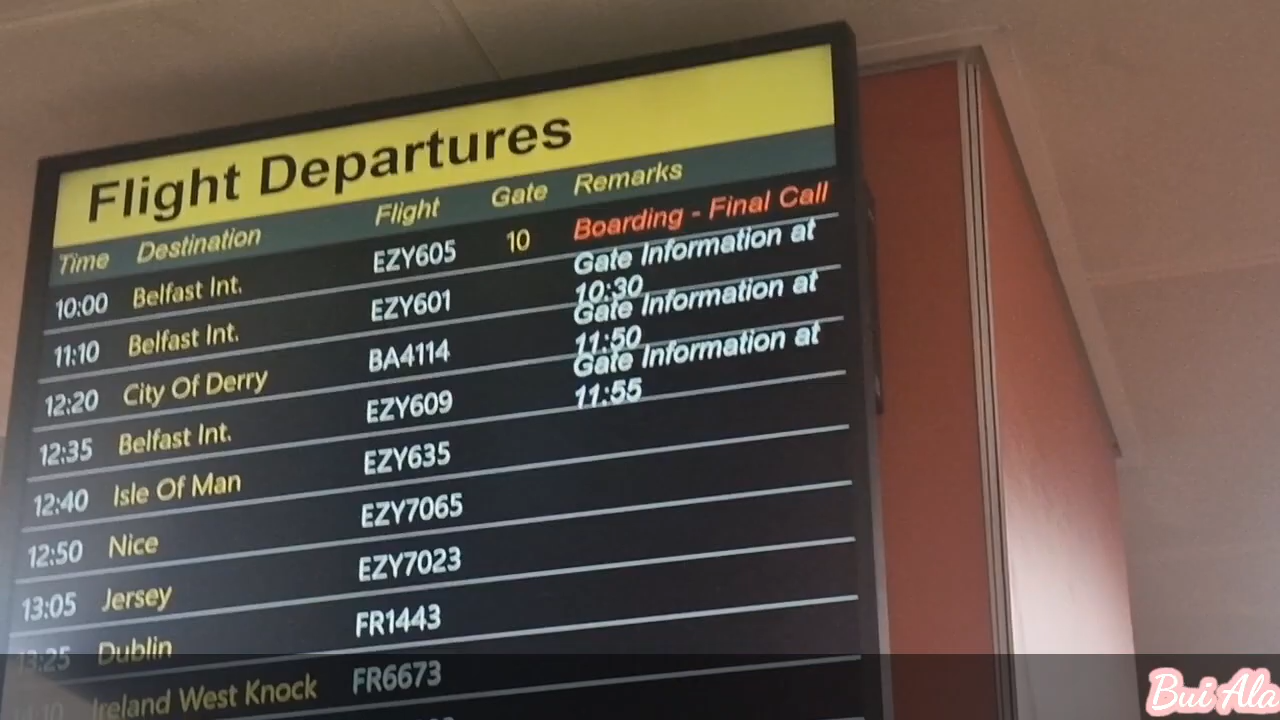 Flight Departures
Time Destination Flight Gate Remarks
10:00 Belfast Int. EZY605 10 Boarding - Final Call
11:10 Belfast Int. EZY601 Gate Information at 10:30
12:20 City Of Derry BA4114 Gate Information at 11:50
12:35 Belfast Int. EZY609 Gate Information at 11:55
12:40 Isle Of Man EZY635
12:50 Nice EZY7065
13:05 Jersey EZY7023
13:25 Dublin FR1443
Ireland West Knock FR6673
Bui Ala